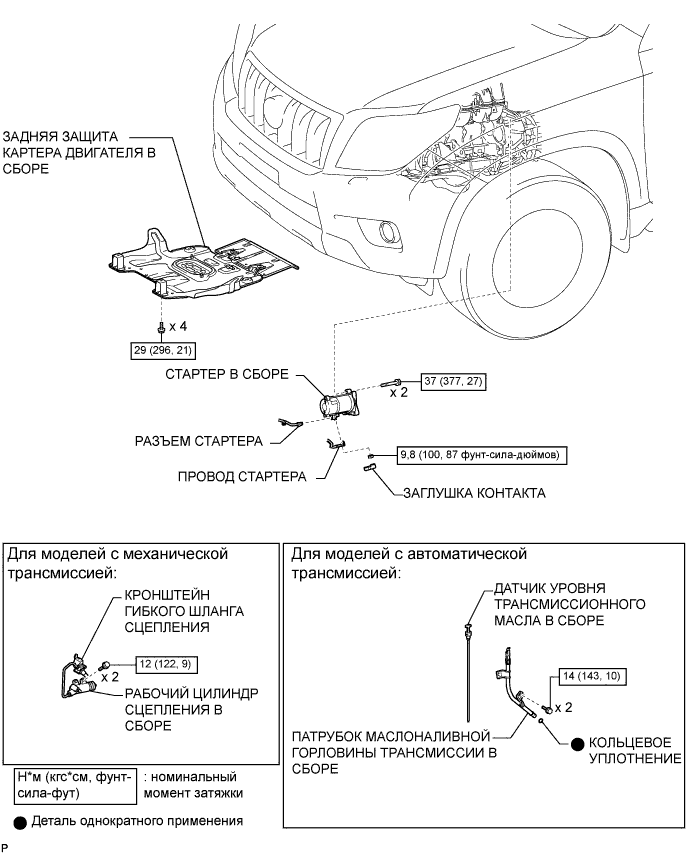 ЗАДНЯЯ ЗАЩИТА
КАРТЕРА ДВИГАТЕЛЯ В
СБОРЕ
x 4
29 (296, 21)
СТАРТЕР В СБОРЕ
37 (377, 27)
x 2
РАЗЪЕМ СТАРТЕРА
9,8 (100, 87 фунт-сила-дюймов)
ПРОВОД СТАРТЕРА
ЗАГЛУШКА КОНТАКТА
Для моделей с механической
трансмиссией:
КРОНШТЕЙН
ГИБКОГО ШЛАНГА
СЦЕПЛЕНИЯ
12 (122, 9)
x 2
РАБОЧИЙ ЦИЛИНДР
СЦЕПЛЕНИЯ В
СБОРЕ
Для моделей с автоматической
трансмиссией:
ДАТЧИК УРОВНЯ
ТРАНСМИССИОННОГО
МАСЛА В СБОРЕ
14 (143, 10)
x 2
ПАТРУБОК МАСЛОНАЛИВНОЙ
ГОРЛОВИНЫ ТРАНСМИССИИ В
СБОРЕ
КОЛЬЦЕВОЕ
УПЛОТНЕНИЕ
Н*м (кгс*см, фунт-
сила-фут)
: номинальный
момент затяжки
Деталь однократного применения
P